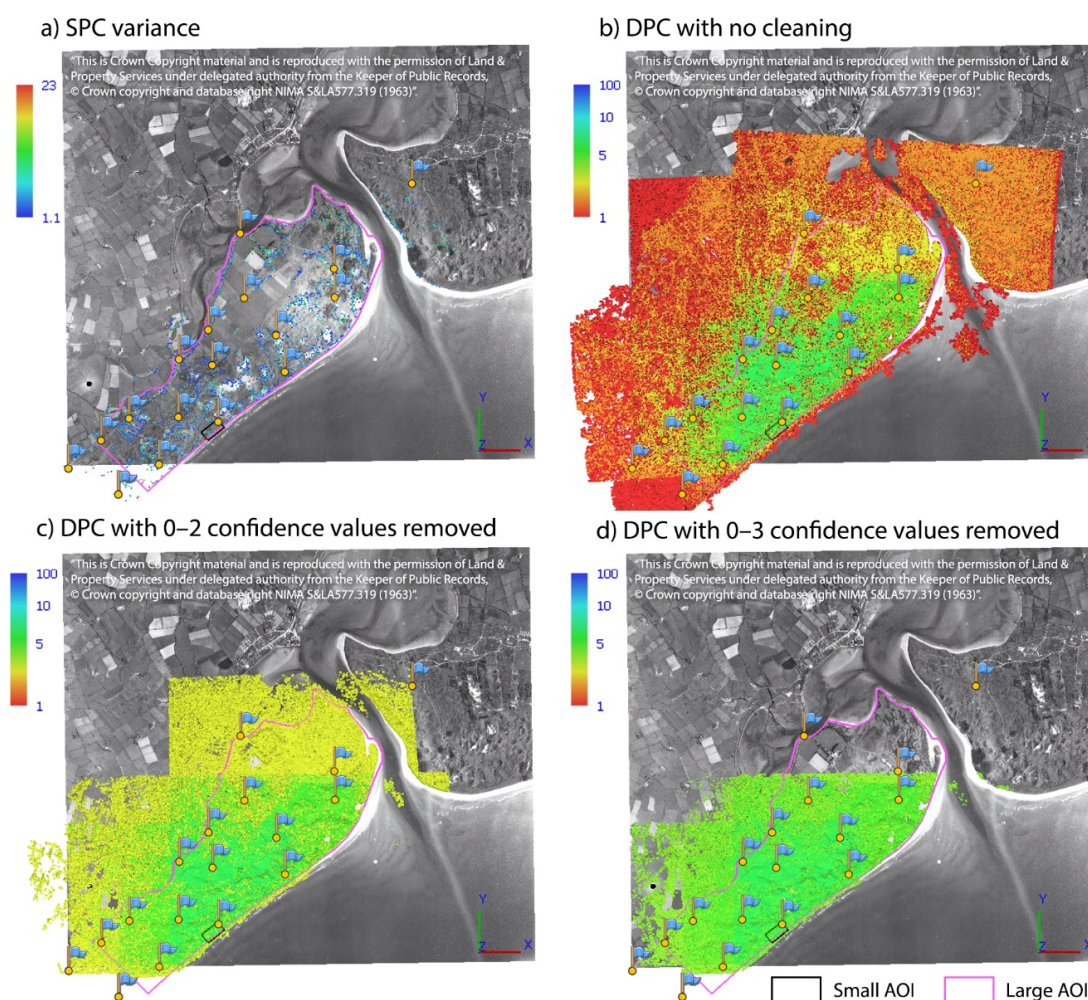 a) SPC variance
"This is Crown Copyright material and is reproduced with the permission of Land &
Property Services under delegated authority from the Keeper of Public Records,
© Crown copyright and database right NIMA S&LA577.319 (1963)".
23
1.1
Y
Z
X
b) DPC with no cleaning
"This is Crown Copyright material and is reproduced with the permission of Land &
Property Services under delegated authority from the Keeper of Public Records,
© Crown copyright and database right NIMA S&LA577.319 (1963)".
100
10
5
1
Y
Z
X
c) DPC with 0–2 confidence values removed
"This is Crown Copyright material and is reproduced with the permission of Land &
Property Services under delegated authority from the Keeper of Public Records,
© Crown copyright and database right NIMA S&LA577.319 (1963)".
100
10
5
1
Y
Z
X
d) DPC with 0–3 confidence values removed
"This is Crown Copyright material and is reproduced with the permission of Land &
Property Services under delegated authority from the Keeper of Public Records,
© Crown copyright and database right NIMA S&LA577.319 (1963)".
100
10
5
1
Y
Z
X
Small AOI
Large AOI